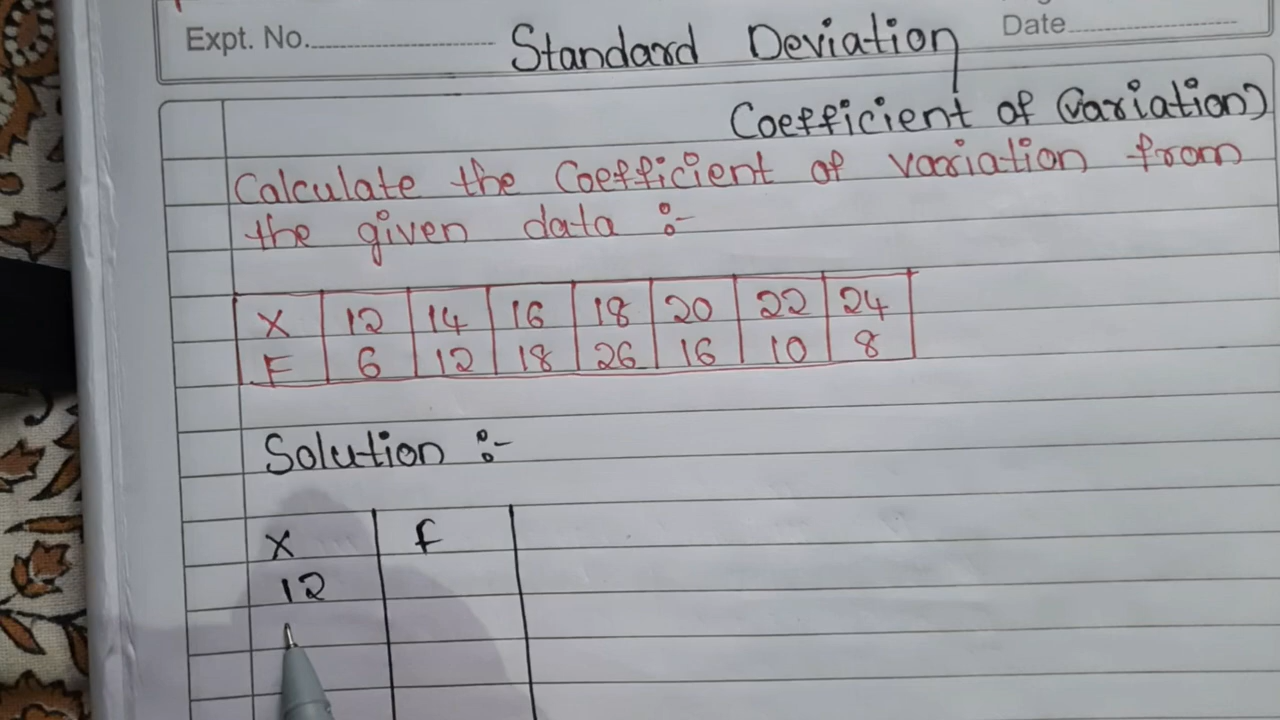 Expt. No. Standard Deviation Date
Coefficient of (Variation)
Calculate the Coefficient of variation from
the given data :-
X 12 14 16 18 20 22 24
F 6 12 18 26 16 10 8
Solution :-
X f
12